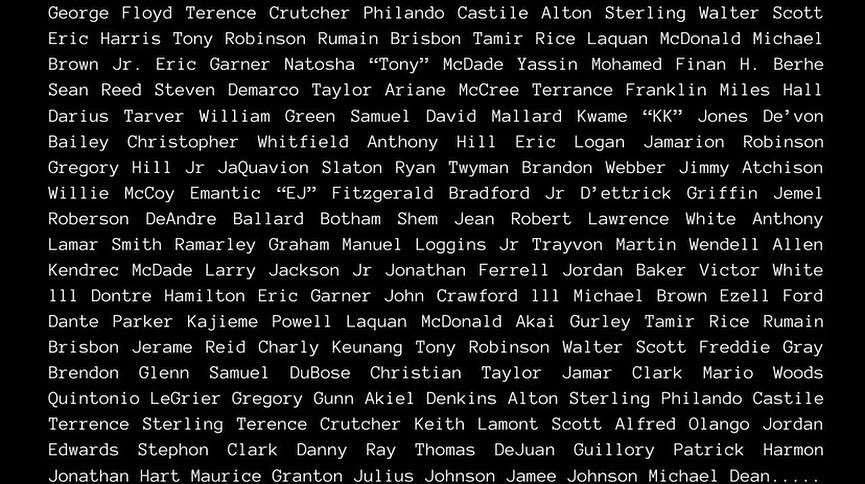 George Floyd Terence Crutcher Philando Castile Alton Sterling Walter Scott
Eric Harris Tony Robinson Rumain Brisbon Tamir Rice Laquan McDonald Michael
Brown Jr. Eric Garner Natosha “Tony” McDade Yassin Mohamed Finan H. Berhe
Sean Reed Steven Demarco Taylor Ariane McCree Terrance Franklin Miles Hall
Darius Tarver William Green Samuel David Mallard Kwame “KK” Jones De’von
Bailey Christopher Whitfield Anthony Hill Eric Logan Jamarion Robinson
Gregory Hill Jr JaQuavion Slaton Ryan Twyman Brandon Webber Jimmy Atchison
Willie McCoy Emantic “EJ” Fitzgerald Bradford Jr D’ettrick Griffin Jemel
Roberson DeAndre Ballard Botham Shem Jean Robert Lawrence White Anthony
Lamar Smith Ramarley Graham Manuel Loggins Jr Trayvon Martin Wendell Allen
Kendrec McDade Larry Jackson Jr Jonathan Ferrell Jordan Baker Victor White
lll Dontre Hamilton Eric Garner John Crawford lll Michael Brown Ezell Ford
Dante Parker Kajieme Powell Laquan McDonald Akai Gurley Tamir Rice Rumain
Brisbon Jerame Reid Charly Keunang Tony Robinson Walter Scott Freddie Gray
Brendon Glenn Samuel DuBose Christian Taylor Jamar Clark Mario Woods
Quintonio LeGrier Gregory Gunn Akiel Denkins Alton Sterling Philando Castile
Terrence Sterling Terence Crutcher Keith Lamont Scott Alfred Olango Jordan
Edwards Stephon Clark Danny Ray Thomas DeJuan Guillory Patrick Harmon
Jonathan Hart Maurice Granton Julius Johnson Jamee Johnson Michael Dean.....